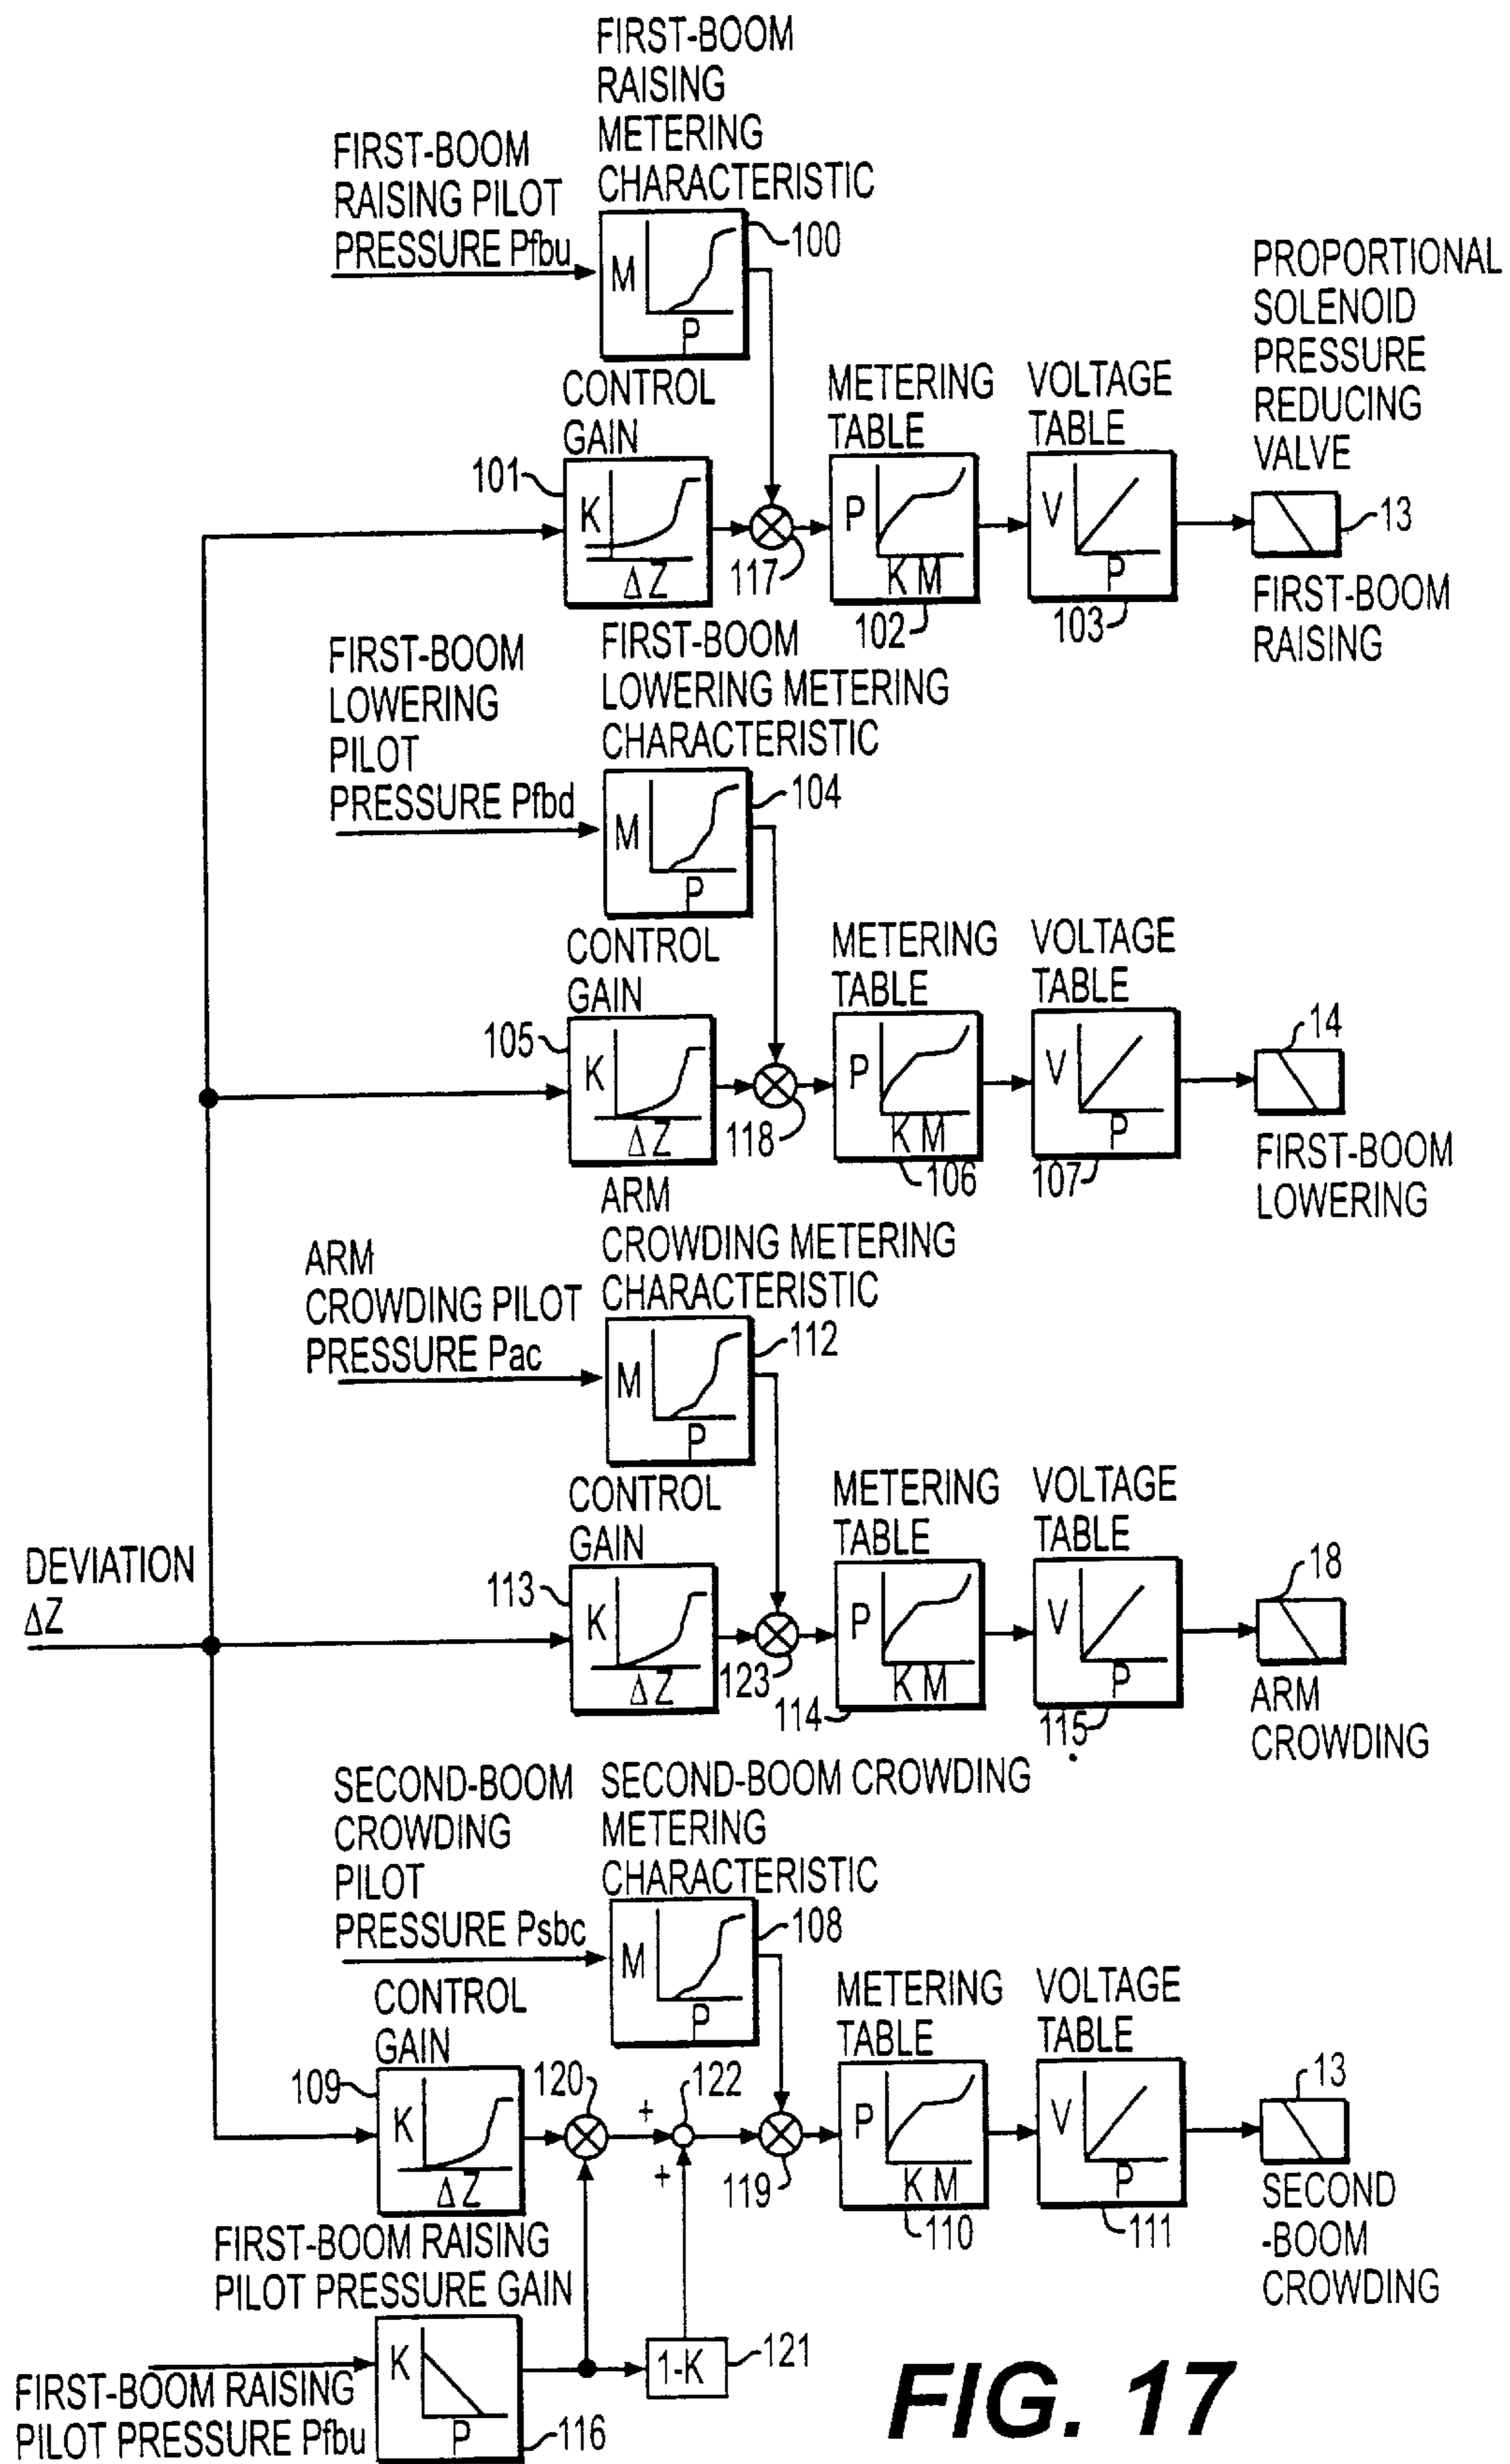 FIRST-BOOM
RAISING
METERING
CHARACTERISTIC
FIRST-BOOM
RAISING PILOT
PRESSURE Pfbu
M
P
100
CONTROL
GAIN
101
K
ΔZ
117
METERING
TABLE
P
KM
102
VOLTAGE
TABLE
V
P
103
PROPORTIONAL
SOLENOID
PRESSURE
REDUCING
VALVE
13
FIRST-BOOM
RAISING
FIRST-BOOM
LOWERING
PILOT
PRESSURE Pfbd
FIRST-BOOM
LOWERING METERING
CHARACTERISTIC
M
P
104
CONTROL
GAIN
105
K
ΔZ
118
METERING
TABLE
P
KM
106
VOLTAGE
TABLE
V
P
107
14
FIRST-BOOM
LOWERING
ARM
CROWDING PILOT
PRESSURE Pac
ARM
CROWDING METERING
CHARACTERISTIC
M
P
112
DEVIATION
ΔZ
CONTROL
GAIN
113
K
ΔZ
123
METERING
TABLE
P
KM
114
VOLTAGE
TABLE
V
P
115
18
ARM
CROWDING
SECOND-BOOM
CROWDING
PILOT
PRESSURE Psbc
SECOND-BOOM CROWDING
METERING
CHARACTERISTIC
M
P
108
CONTROL
GAIN
109
K
ΔZ
120
+
122
+
119
METERING
TABLE
P
KM
110
VOLTAGE
TABLE
V
P
111
13
SECOND
-BOOM
CROWDING
FIRST-BOOM RAISING
PILOT PRESSURE GAIN
K
P
116
1-K
121
FIRST-BOOM RAISING
PILOT PRESSURE Pfbu
FIG. 17